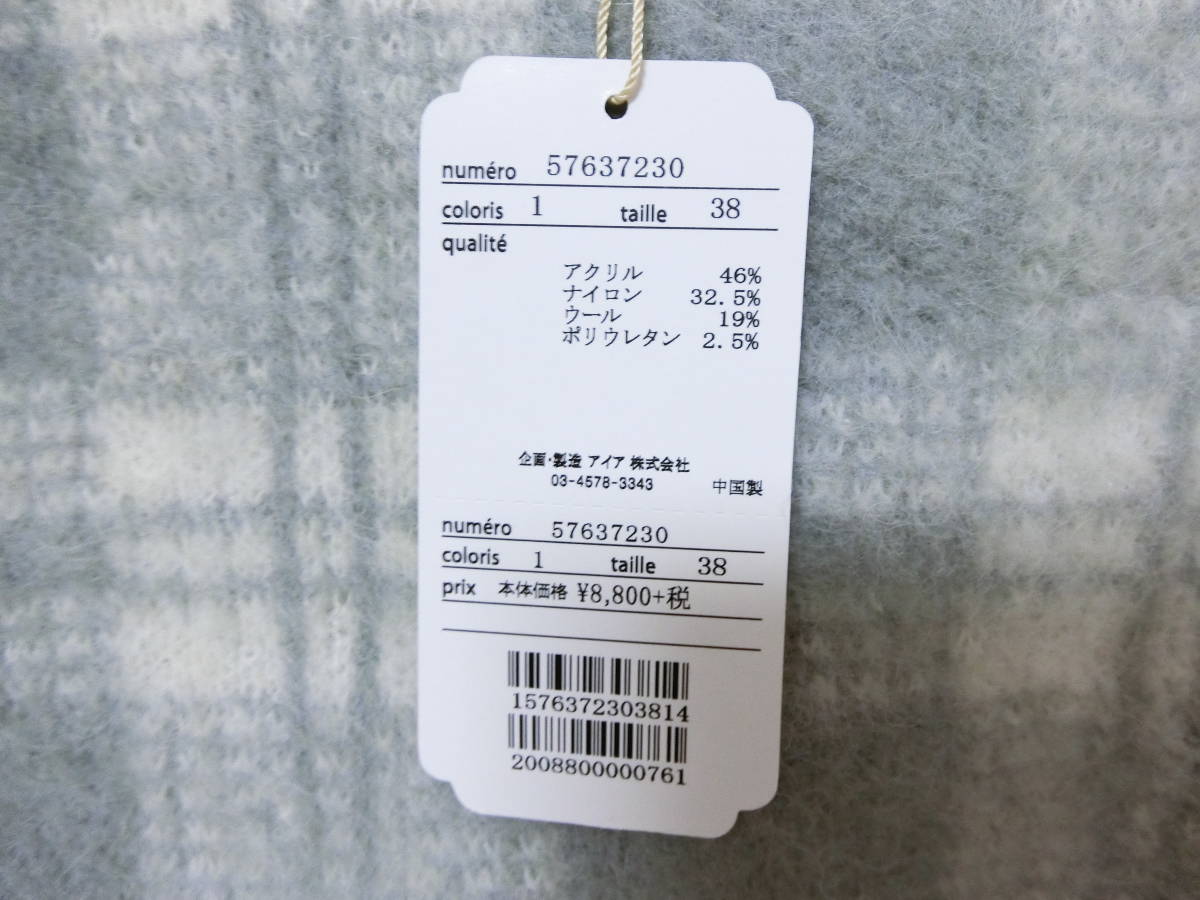 numéro 57637230
coloris 1 taille 38
qualité
アクリル 46%
ナイロン 32.5%
ウール 19%
ポリウレタン 2.5%
企画・製造 アイア 株式会社
03-4578-3343 中国製
numéro 57637230
coloris 1 taille 38
prix 本体価格 ¥8,800+税
1576372303814
2008800000761